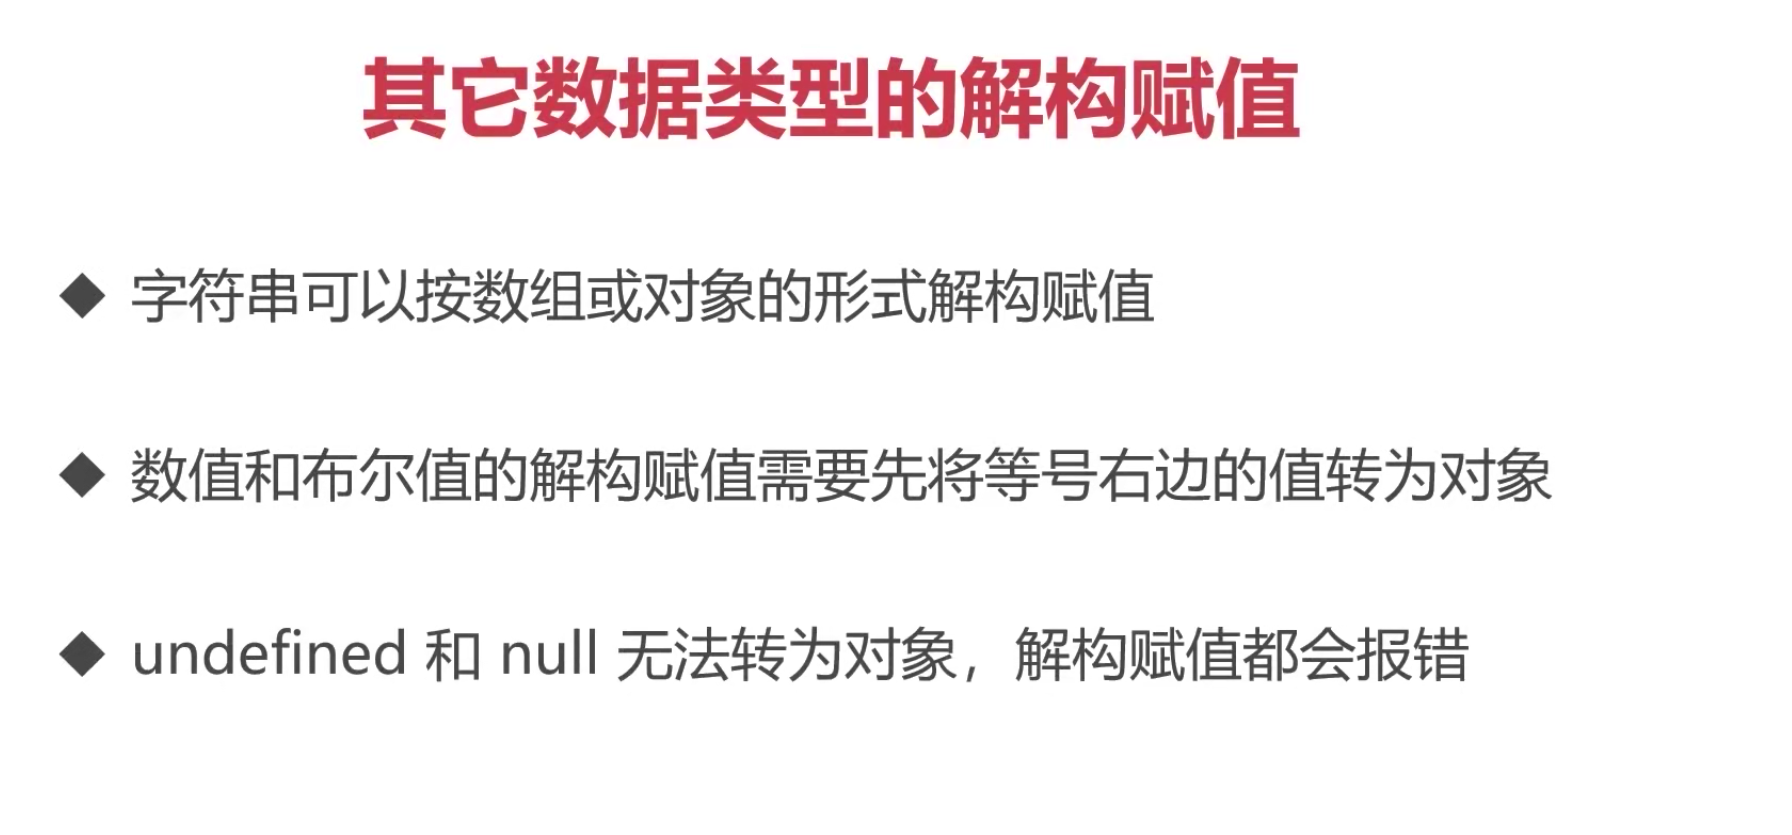 其它数据类型的解构赋值
◆ 字符串可以按数组或对象的形式解构赋值
◆ 数值和布尔值的解构赋值需要先将等号右边的值转为对象
◆ undefined 和 null 无法转为对象，解构赋值都会报错